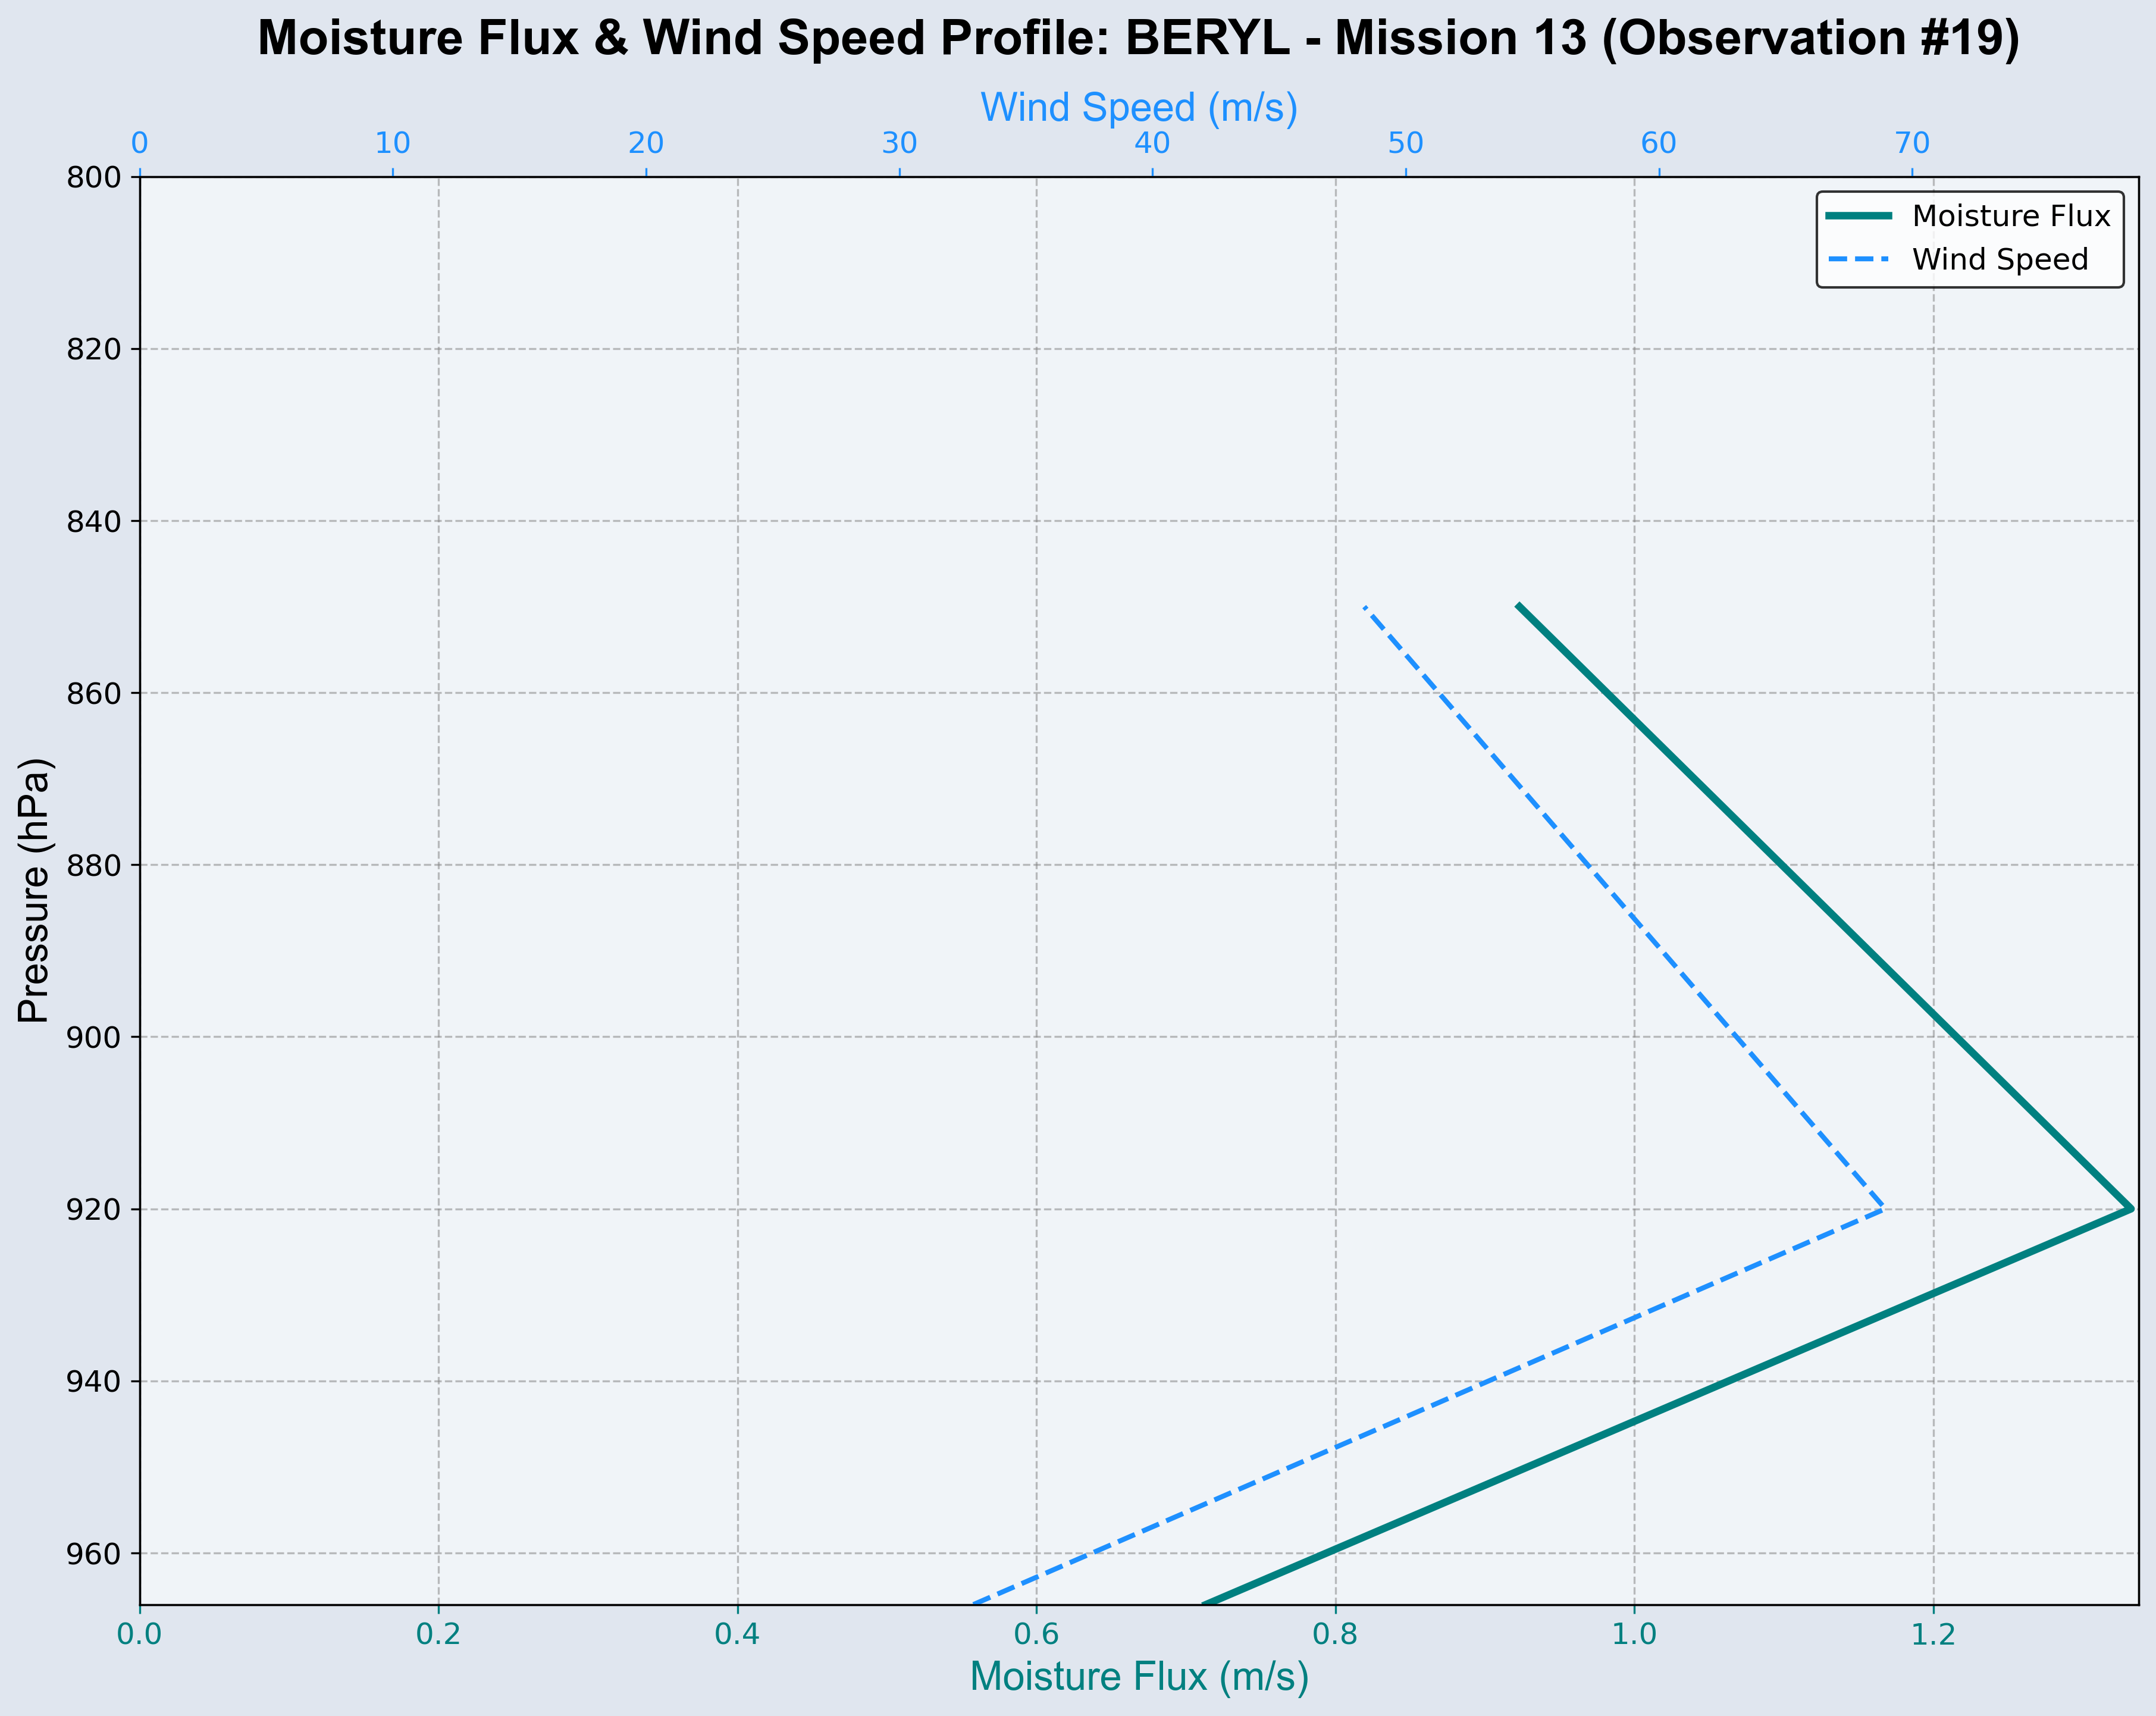 Moisture Flux & Wind Speed Profile: BERYL - Mission 13 (Observation #19)
Wind Speed (m/s)
0 10 20 30 40 50 60 70
Moisture Flux
Wind Speed
Pressure (hPa)
800
820
840
860
880
900
920
940
960
0.0 0.2 0.4 0.6 0.8 1.0 1.2
Moisture Flux (m/s)